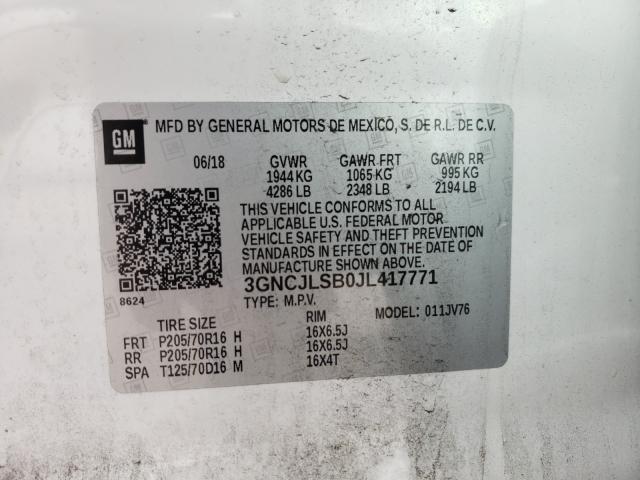 GM MFD BY GENERAL MOTORS DE MEXICO, S. DE R.L. DE C.V.
06/18 GVWR GAWR FRT GAWR RR
1944 KG 1065 KG 995 KG
4286 LB 2348 LB 2194 LB
THIS VEHICLE CONFORMS TO ALL
APPLICABLE U.S. FEDERAL MOTOR
VEHICLE SAFETY AND THEFT PREVENTION
STANDARDS IN EFFECT ON THE DATE OF
MANUFACTURE SHOWN ABOVE.
8624
3GNCJLSB0JL417771
TYPE: M.P.V. MODEL: 011JV76
TIRE SIZE RIM
FRT P205/70R16 H 16X6.5J
RR P205/70R16 H 16X6.5J
SPA T125/70D16 M 16X4T